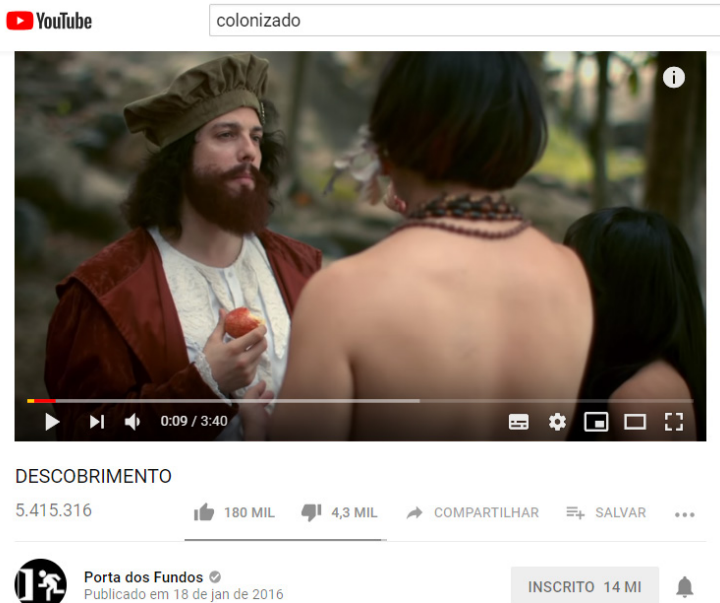 YouTube
colonizado
i
0:09 / 3:40
DESCOBRIMENTO
5.415.316
180 MIL
4,3 MIL
COMPARTILHAR
SALVAR
Porta dos Fundos
Publicado em 18 de jan de 2016
INSCRITO 14 MI